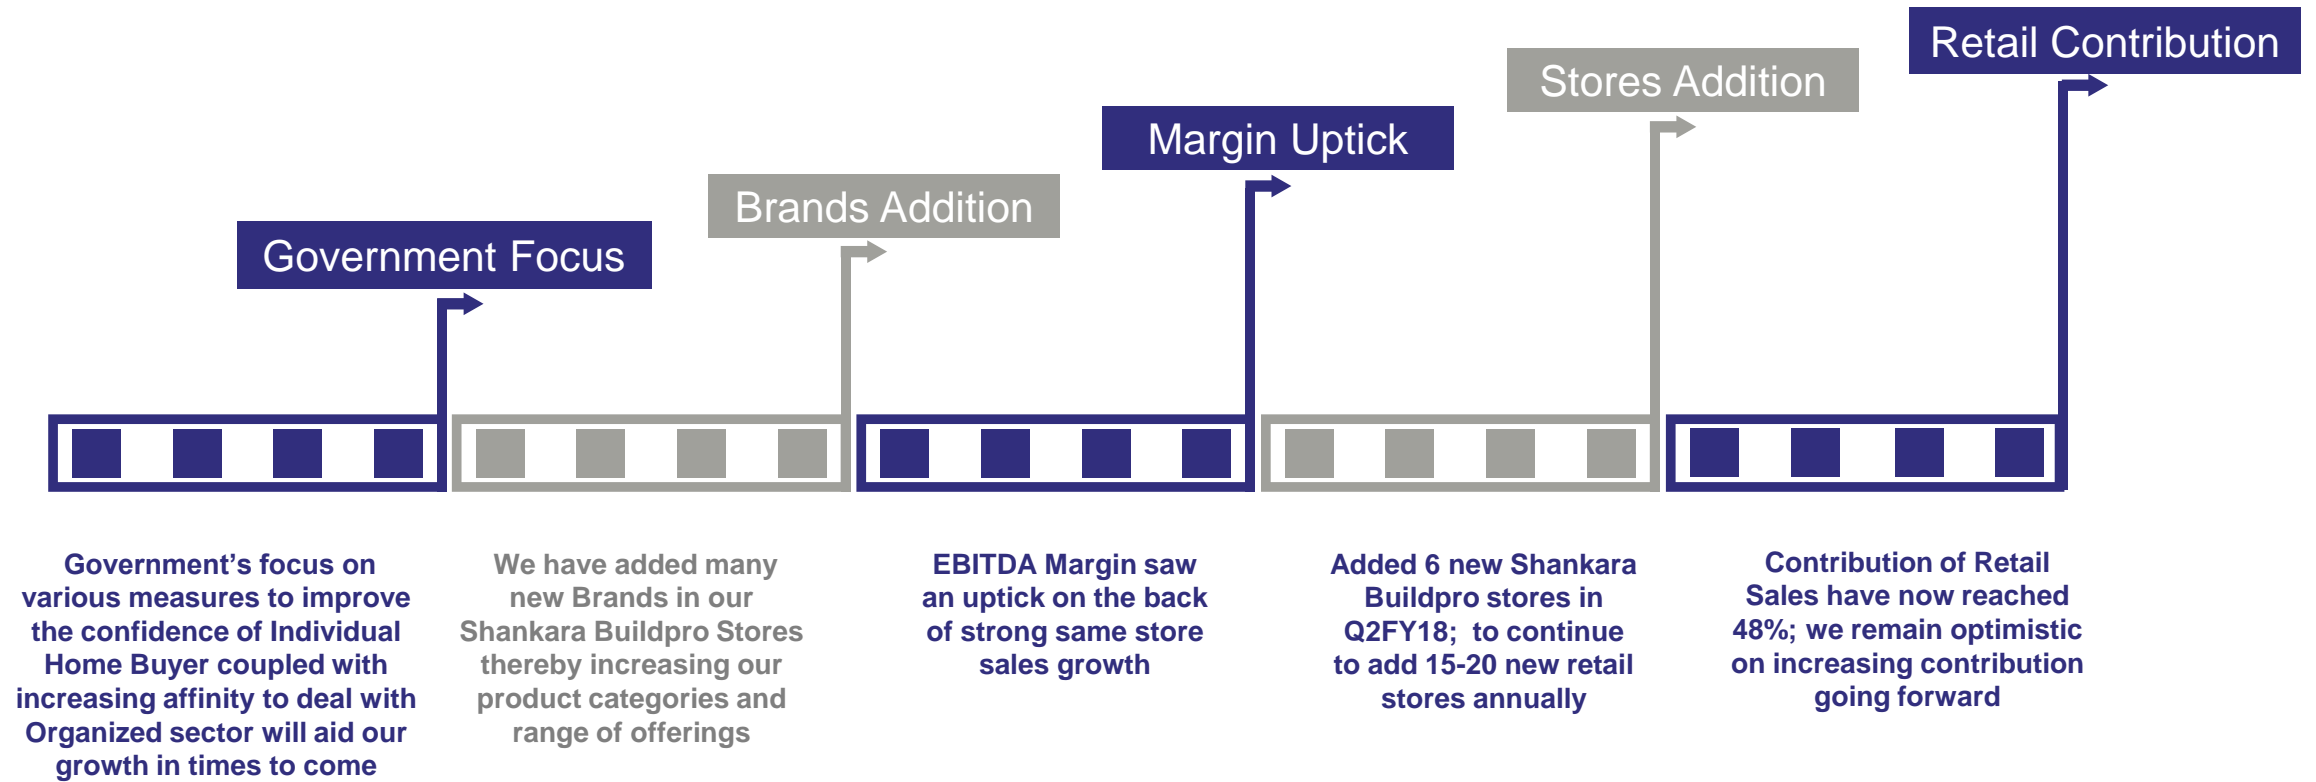 Government Focus
Brands Addition
Margin Uptick
Stores Addition
Retail Contribution
Government’s focus on
various measures to improve
the confidence of Individual
Home Buyer coupled with
increasing affinity to deal with
Organized sector will aid our
growth in times to come
We have added many
new Brands in our
Shankara Buildpro Stores
thereby increasing our
product categories and
range of offerings
EBITDA Margin saw
an uptick on the back
of strong same store
sales growth
Added 6 new Shankara
Buildpro stores in
Q2FY18;  to continue
to add 15-20 new retail
stores annually
Contribution of Retail
Sales have now reached
48%; we remain optimistic
on increasing contribution
going forward